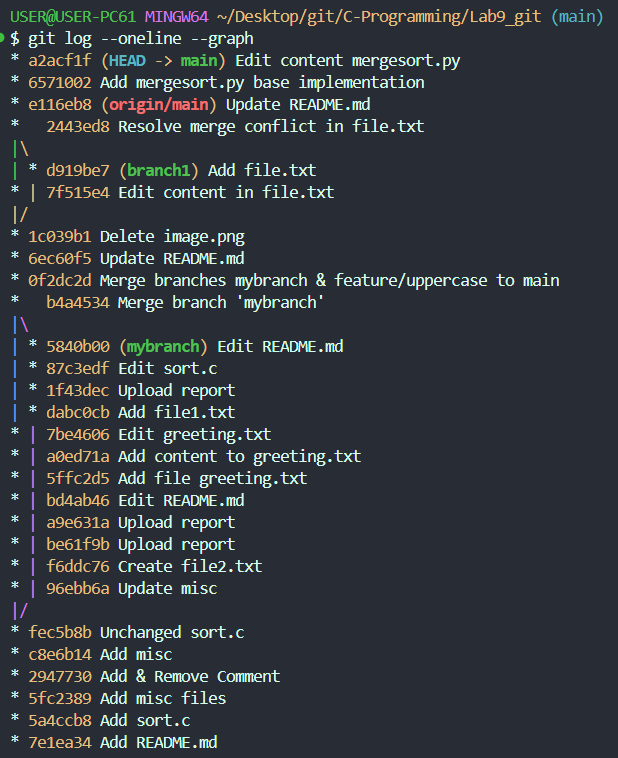 USER@USER-PC61 MINGW64 ~/Desktop/git/C-Programming/Lab9_git (main)
$ git log --oneline --graph
* a2acf1f (HEAD -> main) Edit content mergesort.py
* 6571002 Add mergesort.py base implementation
* e116eb8 (origin/main) Update README.md
*   2443ed8 Resolve merge conflict in file.txt
|\
| * d919be7 (branch1) Add file.txt
* | 7f515e4 Edit content in file.txt
|/
* 1c039b1 Delete image.png
* 6ec60f5 Update README.md
* 0f2dc2d Merge branches mybranch & feature/uppercase to main
*   b4a4534 Merge branch 'mybranch'
|\
| * 5840b00 (mybranch) Edit README.md
| * 87c3edf Edit sort.c
| * 1f43dec Upload report
| * dabc0cb Add file1.txt
* | 7be4606 Edit greeting.txt
* | a0ed71a Add content to greeting.txt
* | 5ffc2d5 Add file greeting.txt
* | bd4ab46 Edit README.md
* | a9e631a Upload report
* | be61f9b Upload report
* | f6ddc76 Create file2.txt
* | 96ebb6a Update misc
|/
* fec5b8b Unchanged sort.c
* c8e6b14 Add misc
* 2947730 Add & Remove Comment
* 5fc2389 Add misc files
* 5a4ccb8 Add sort.c
* 7e1ea34 Add README.md